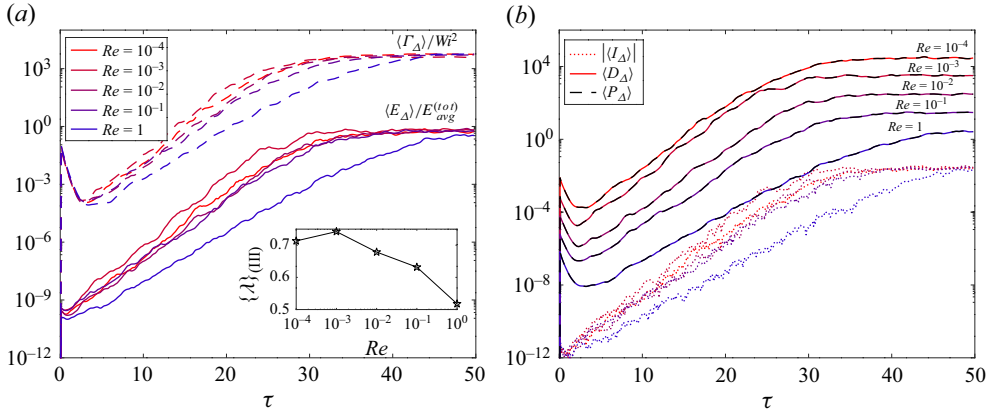 (a)
⟨Γ_Δ⟩/Wi²
⟨E_Δ⟩/E_avg^(tot)
Re = 10⁻⁴
Re = 10⁻³
Re = 10⁻²
Re = 10⁻¹
Re = 1
10³
10⁰
10⁻³
10⁻⁶
10⁻⁹
10⁻¹²
0 10 20 30 40 50
τ
{λ}_(III)
0.7
0.6
0.5
10⁻⁴ 10⁻³ 10⁻² 10⁻¹ 10⁰
Re
(b)
|⟨I_Δ⟩|
⟨D_Δ⟩
⟨P_Δ⟩
Re = 10⁻⁴
Re = 10⁻³
Re = 10⁻²
Re = 10⁻¹
Re = 1
10⁴
10⁰
10⁻⁴
10⁻⁸
10⁻¹²
0 10 20 30 40 50
τ